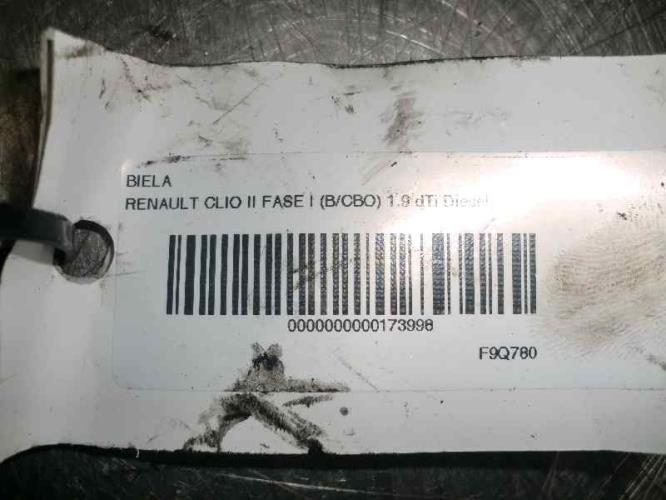 BIELA
RENAULT CLIO II FASE I (B/CBO) 1.9 dTi Diesel
0000000000173998
F9Q780